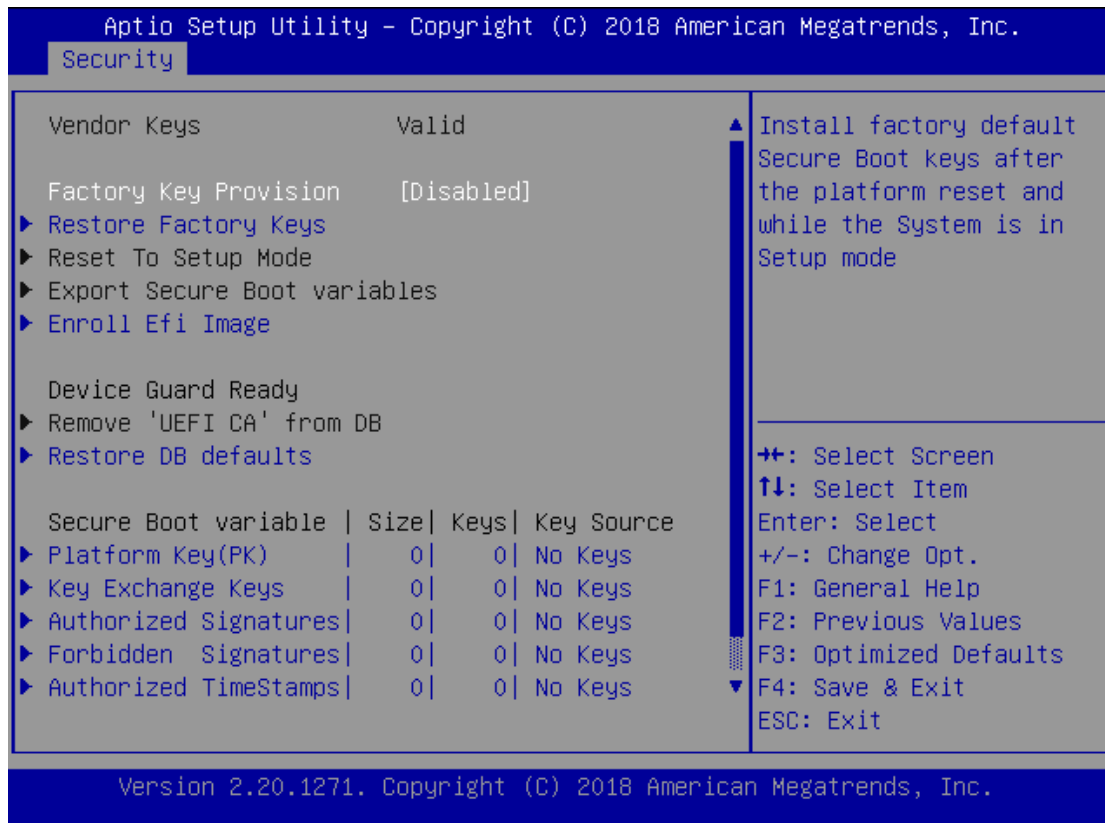 Aptio Setup Utility – Copyright (C) 2018 American Megatrends, Inc.
Security
Vendor Keys Valid
Factory Key Provision [Disabled]
Restore Factory Keys
Reset To Setup Mode
Export Secure Boot variables
Enroll Efi Image
Device Guard Ready
Remove 'UEFI CA' from DB
Restore DB defaults
Secure Boot variable | Size| Keys| Key Source
Platform Key(PK) | 0| 0| No Keys
Key Exchange Keys | 0| 0| No Keys
Authorized Signatures| 0| 0| No Keys
Forbidden Signatures| 0| 0| No Keys
Authorized TimeStamps| 0| 0| No Keys
Install factory default
Secure Boot keys after
the platform reset and
while the System is in
Setup mode
→←: Select Screen
↑↓: Select Item
Enter: Select
+/-: Change Opt.
F1: General Help
F2: Previous Values
F3: Optimized Defaults
F4: Save & Exit
ESC: Exit
Version 2.20.1271. Copyright (C) 2018 American Megatrends, Inc.